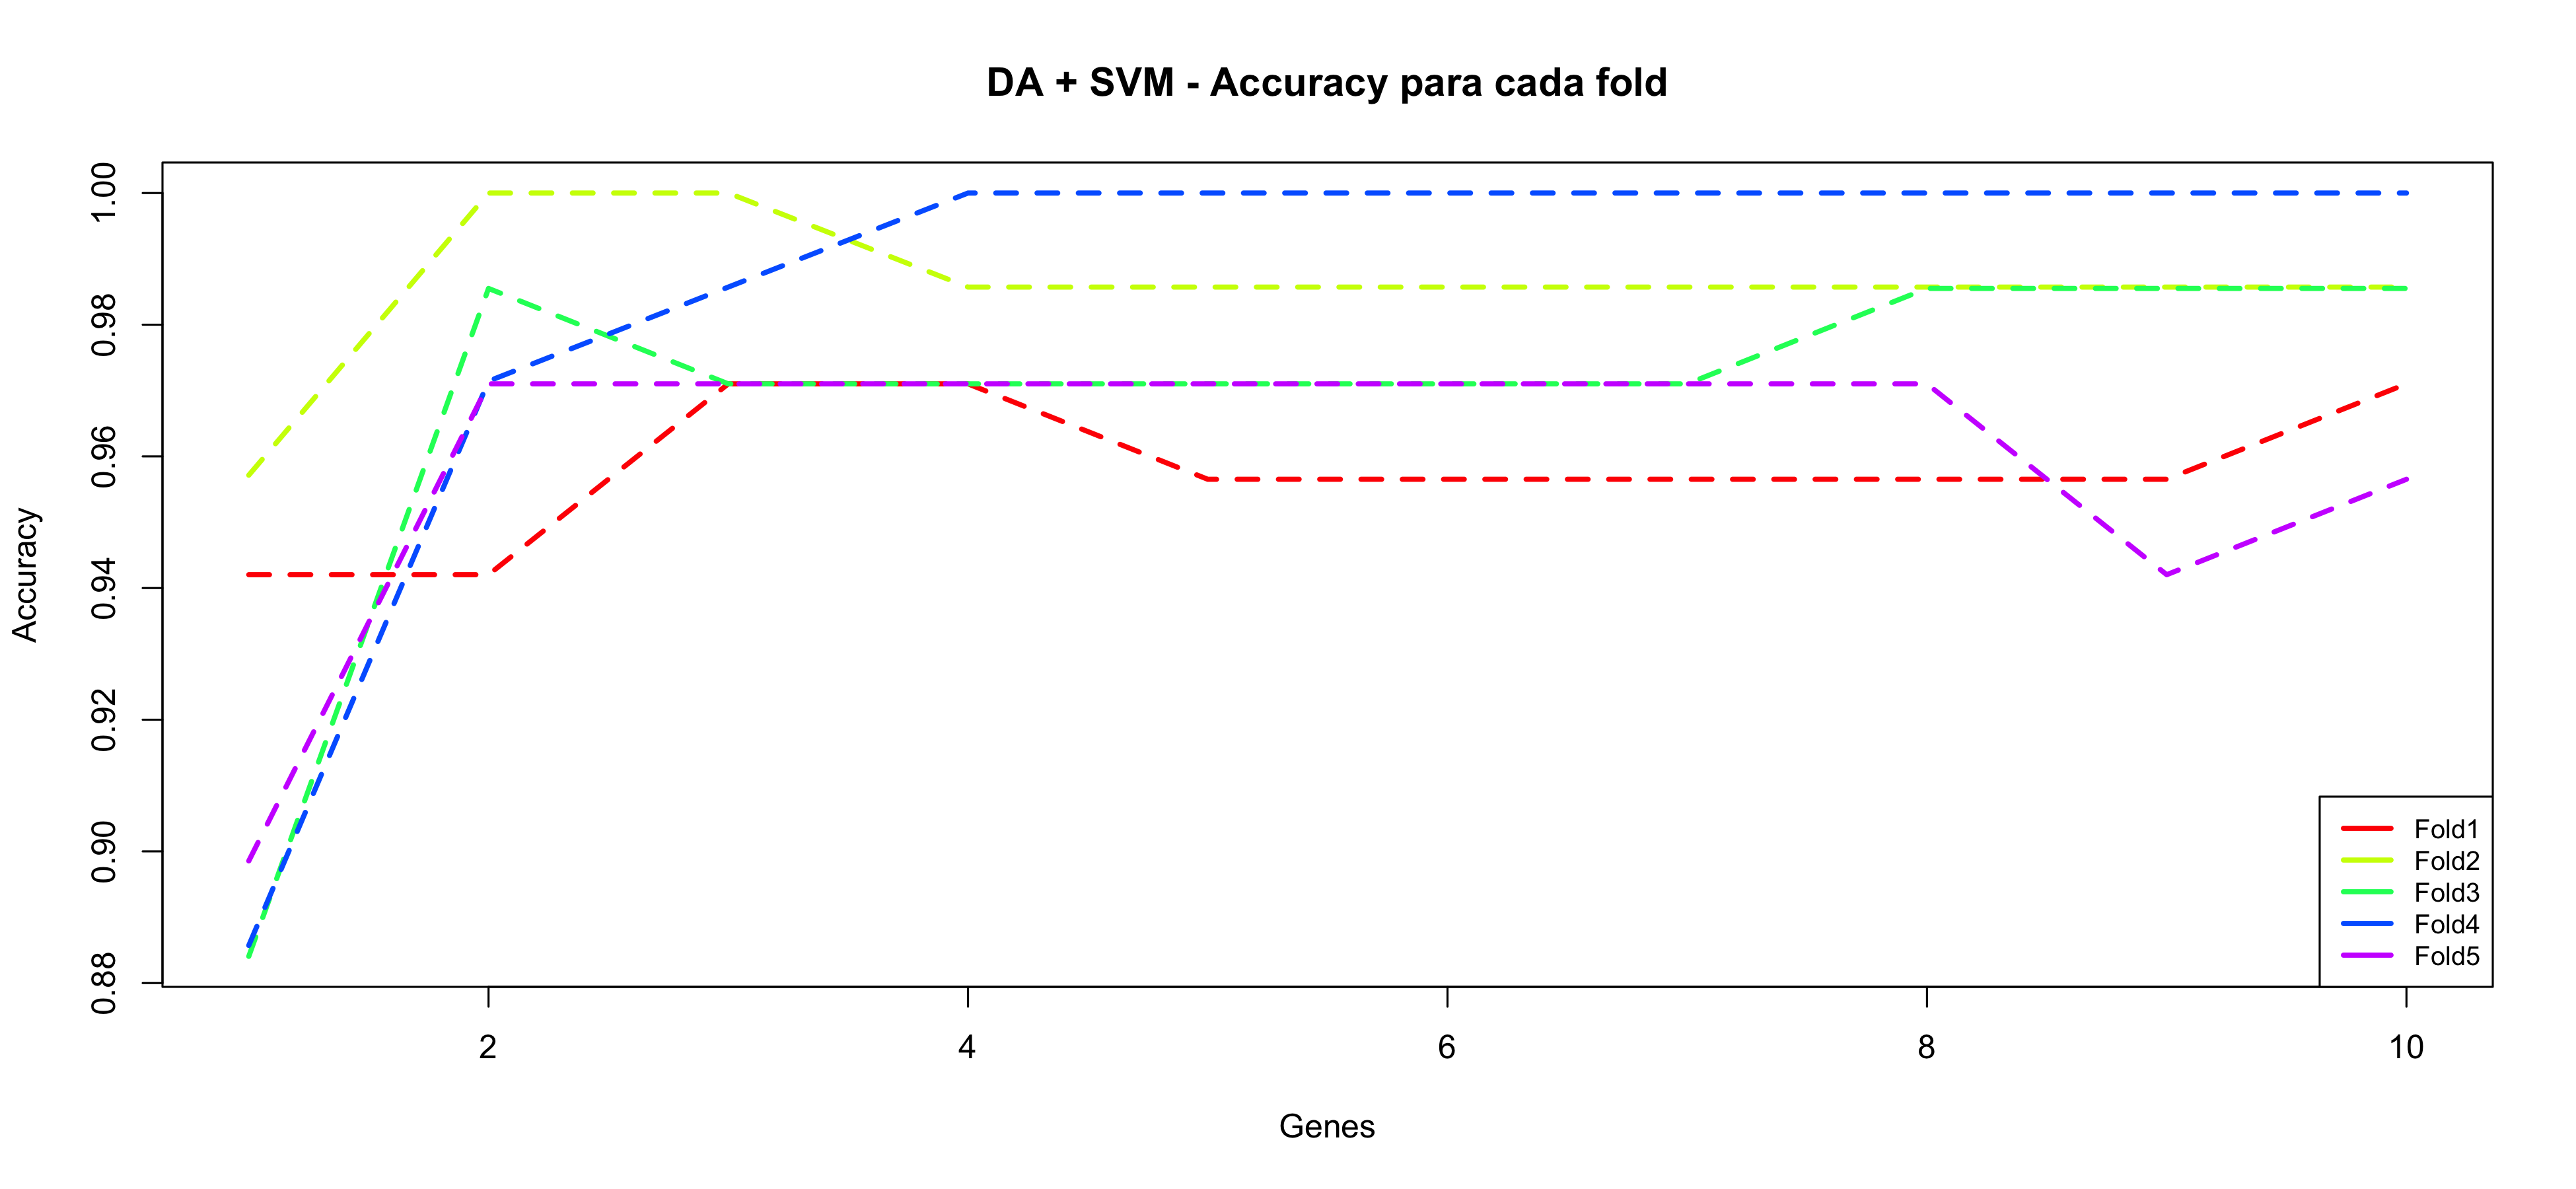 DA + SVM - Accuracy para cada fold
Accuracy
1.00
0.98
0.96
0.94
0.92
0.90
0.88
2 4 6 8 10
Genes
Fold1
Fold2
Fold3
Fold4
Fold5